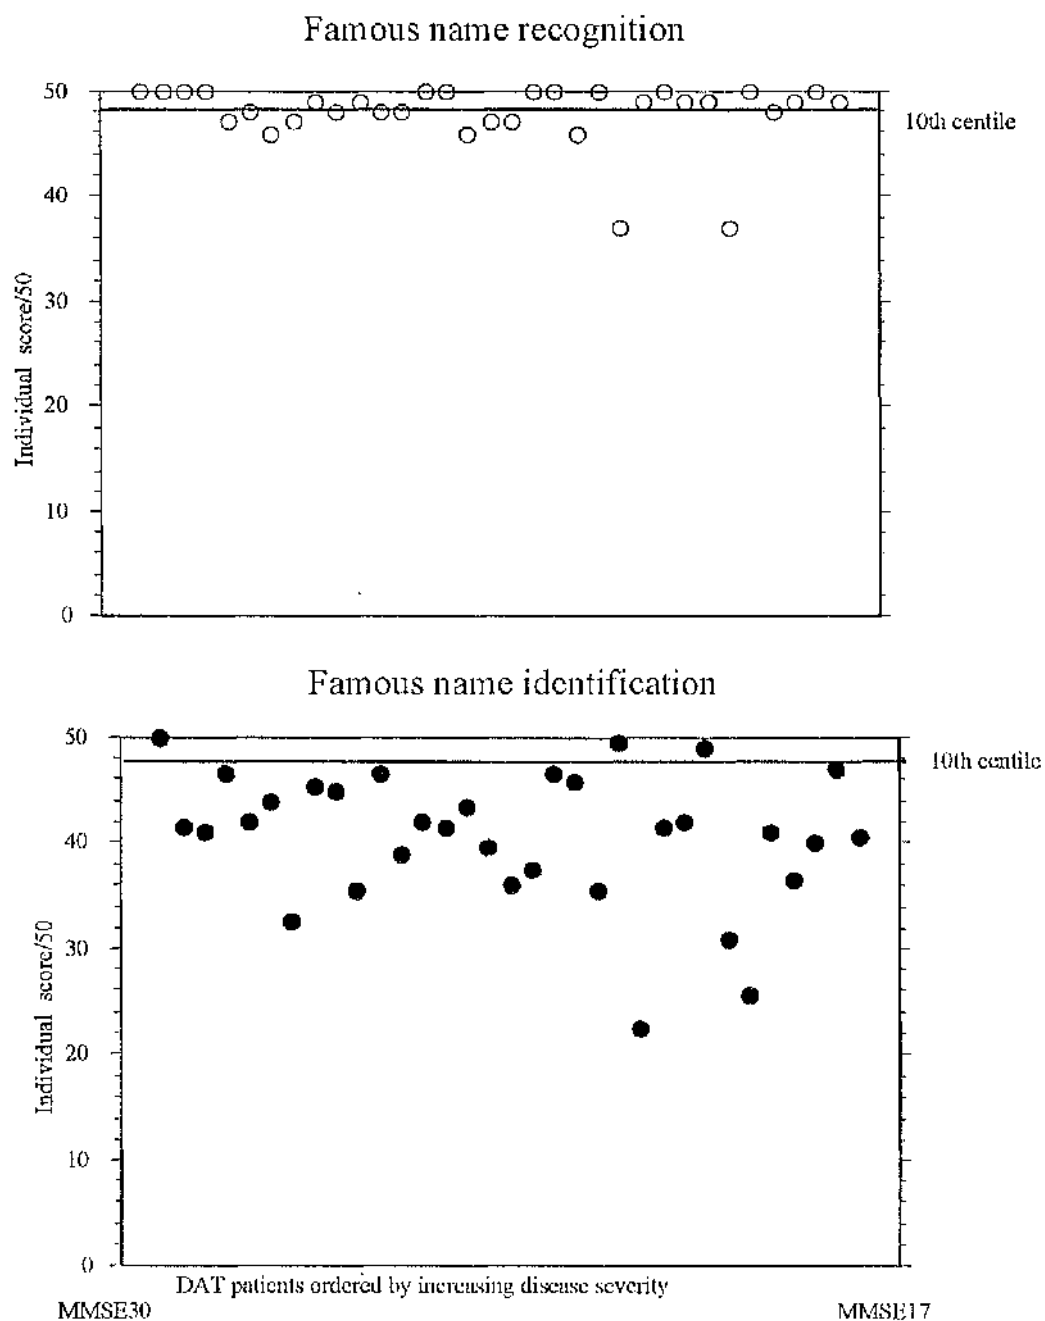 Famous name recognition
50
40
30
20
10
0
Individual score/50
10th centile
Famous name identification
50
40
30
20
10
0
Individual score/50
10th centile
DAT patients ordered by increasing disease severity
MMSE30
MMSE17